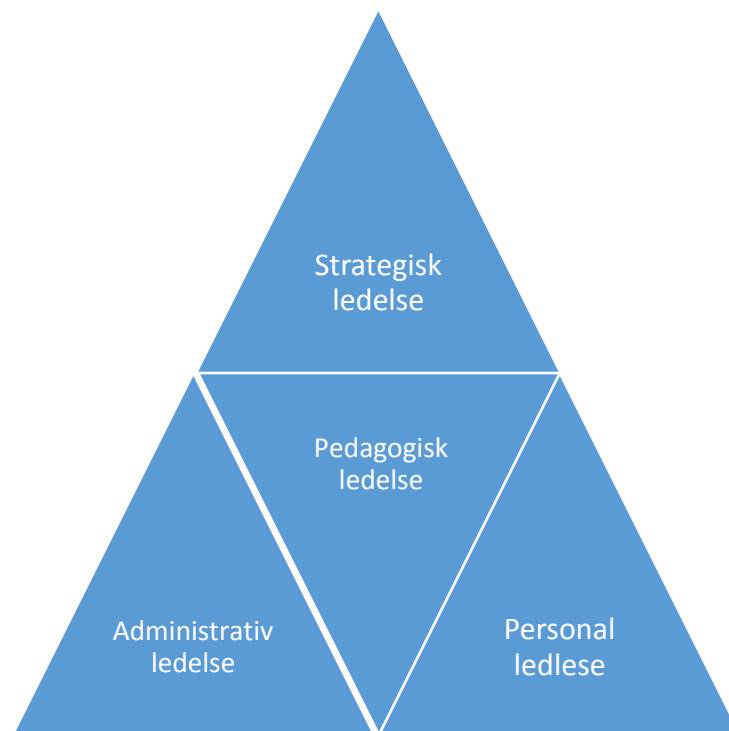 Strategisk
ledelse
Pedagogisk
ledelse
Administrativ
ledelse
Personal
ledlese